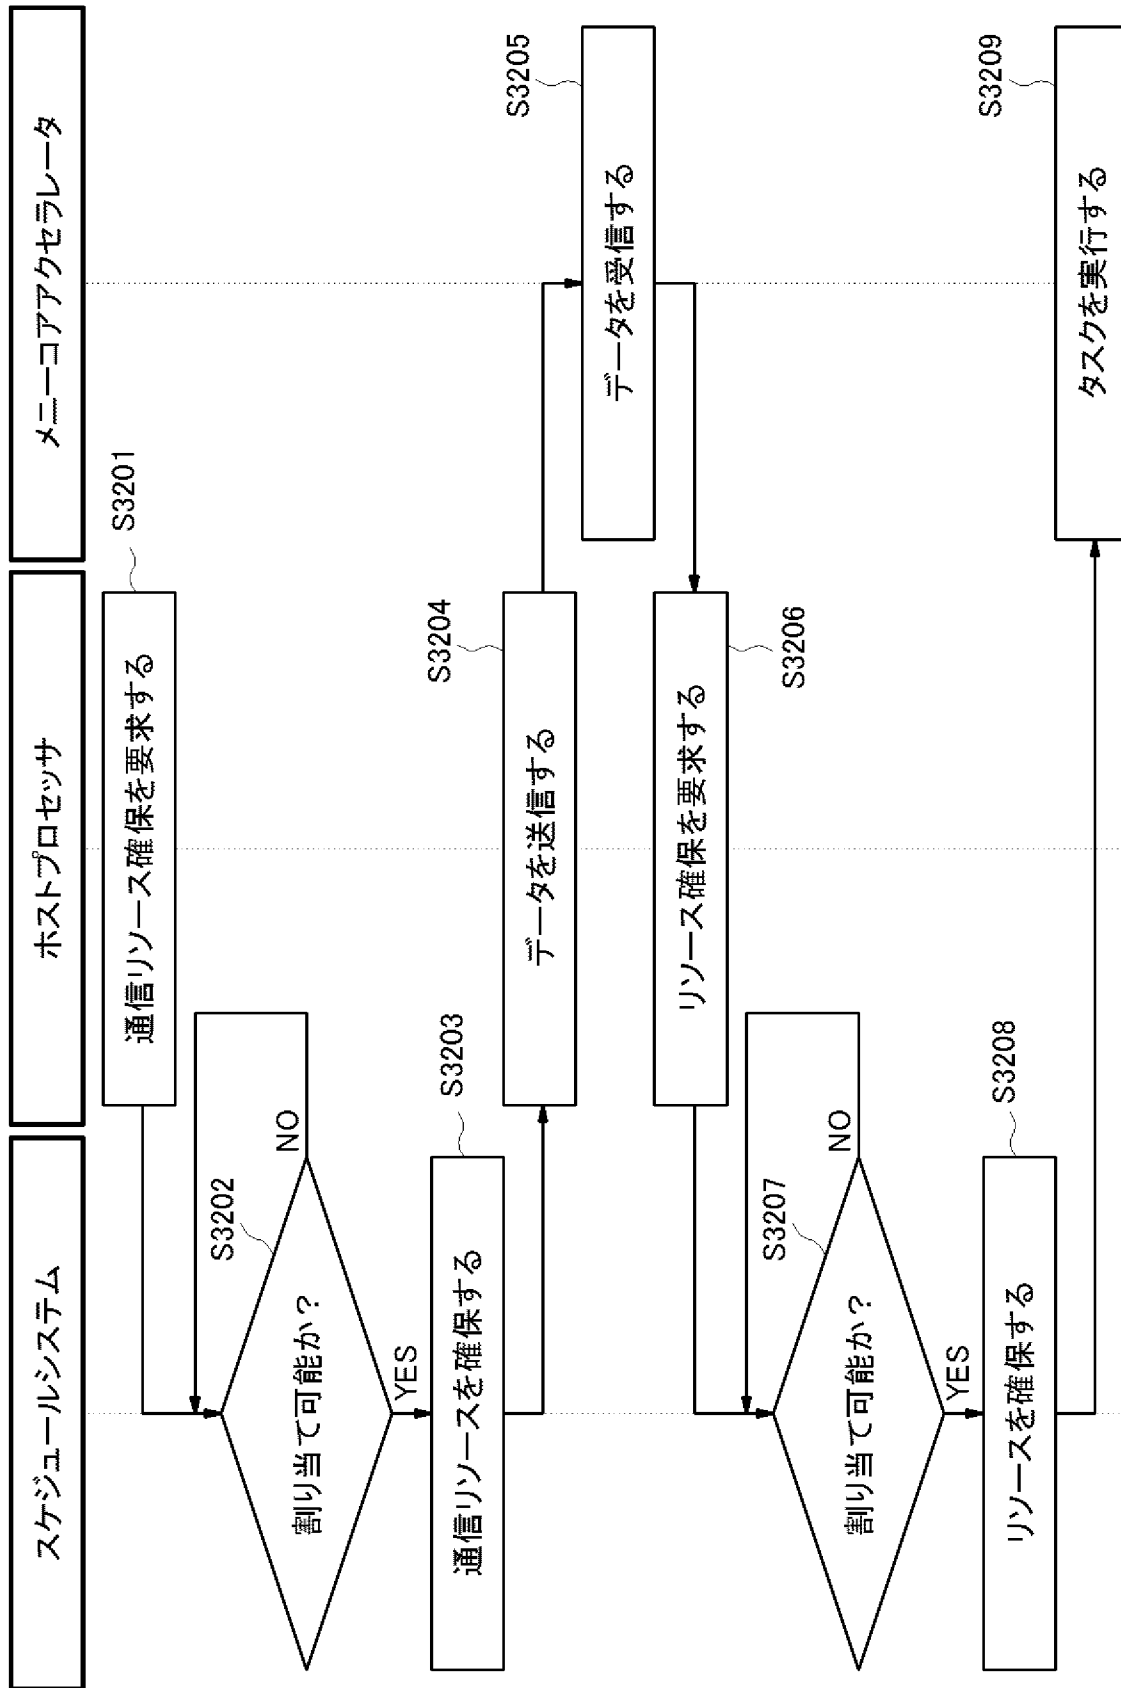 スケジュールシステム
ホストプロセッサ
メニーコアアクセラレータ
通信リソース確保を要求する
S3201
割り当て可能か?
S3202
NO
YES
通信リソースを確保する
S3203
データを送信する
S3204
データを受信する
S3205
リソース確保を要求する
S3206
割り当て可能か?
S3207
NO
YES
リソースを確保する
S3208
タスクを実行する
S3209